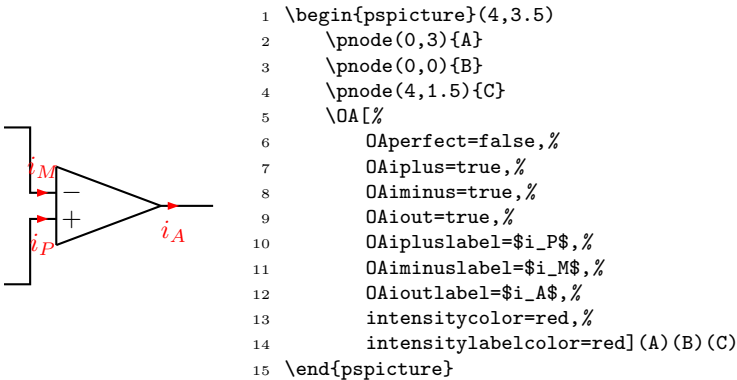 i_M
−
+
i_P
i_A
1 \begin{pspicture}(4,3.5)
2     \pnode(0,3){A}
3     \pnode(0,0){B}
4     \pnode(4,1.5){C}
5     \OA[%
6         OAperfect=false,%
7         OAiplus=true,%
8         OAiminus=true,%
9         OAiout=true,%
10         OAipluslabel=$i_P$,%
11         OAiminuslabel=$i_M$,%
12         OAioutlabel=$i_A$,%
13         intensitycolor=red,%
14         intensitylabelcolor=red](A)(B)(C)
15 \end{pspicture}